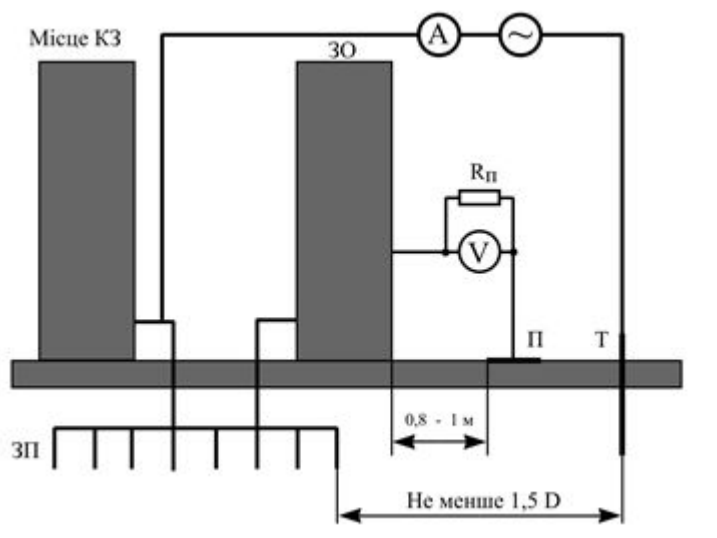 Місце КЗ
ЗО
А
~
Rп
V
П
Т
0,8 - 1 м
ЗП
Не менше 1,5 D